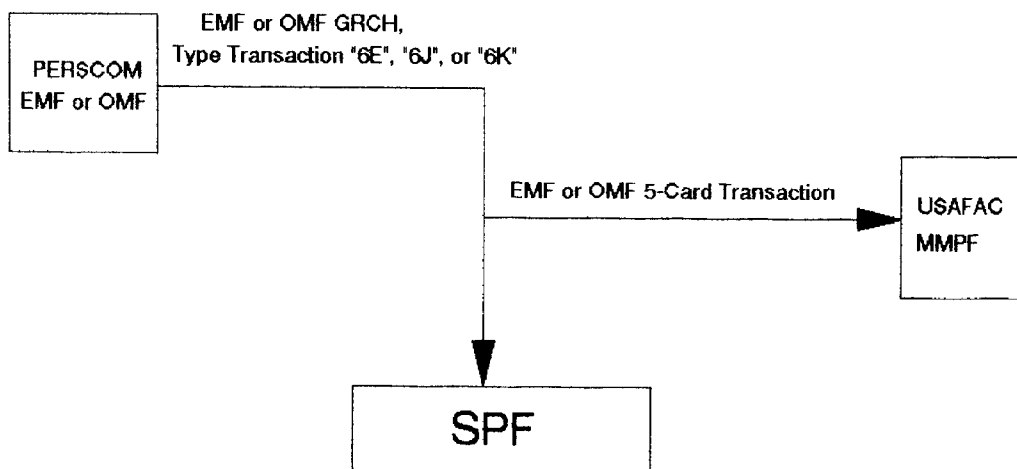 EMF or OMF GRCH,
Type Transaction "6E", "6J", or "6K"
PERSCOM
EMF or OMF
EMF or OMF 5-Card Transaction
USAFAC
MMPF
SPF